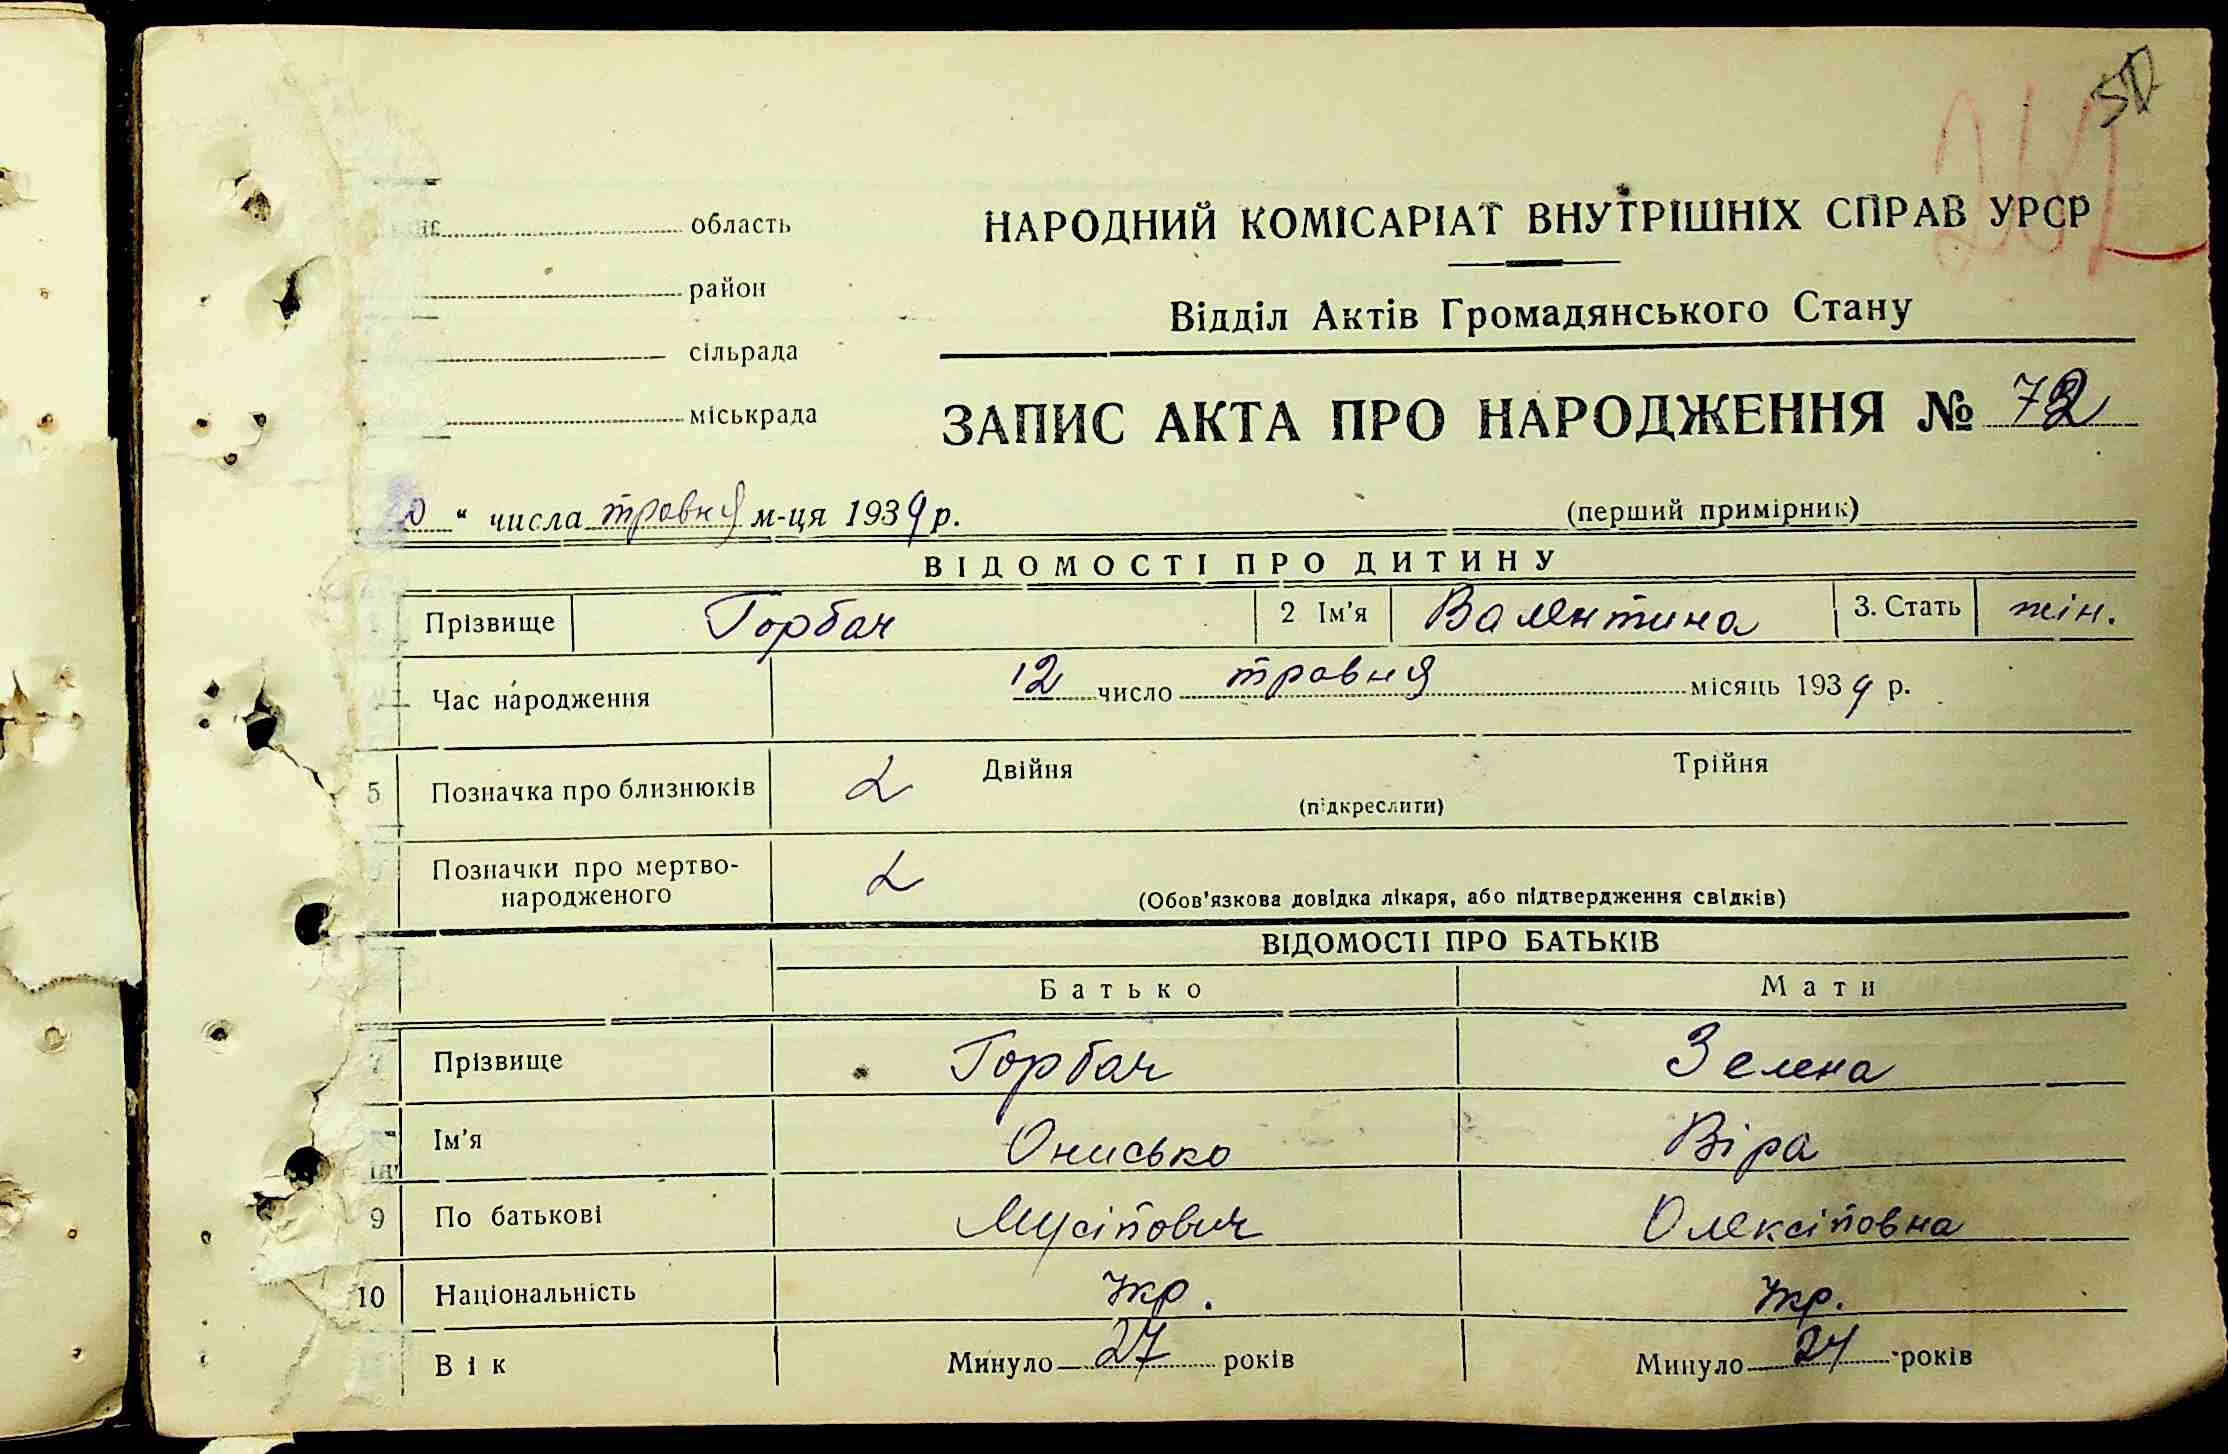 область
район
сільрада
міськрада
НАРОДНИЙ КОМІСАРІАТ ВНУТРІШНІХ СПРАВ УРСР
Відділ Актів Громадянського Стану
ЗАПИС АКТА ПРО НАРОДЖЕННЯ № 72
“ числа травня м-ця 1939 р.
(перший примірник)
ВІДОМОСТІ ПРО ДИТИНУ
Прізвище Горбач 2 Ім'я Валентина 3. Стать жін.
Час народження 12 число травня місяць 1939 р.
5 Позначка про близнюків Двійня Трійня
(підкреслити)
Позначки про мертво-
народженого
(Обов'язкова довідка лікаря, або підтвердження свідків)
ВІДОМОСТІ ПРО БАТЬКІВ
Батько Мати
7 Прізвище Горбач Зелена
Ім'я Онисько Віра
9 По батькові Мусійович Олексійовна
10 Національність Укр. Укр.
Вік Минуло 27 років Минуло 24 років